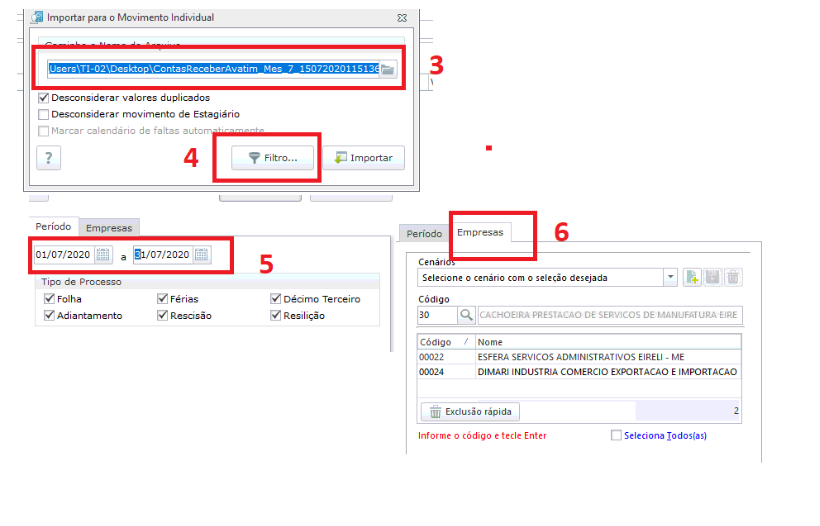 Importar para o Movimento Individual
Caminho e Nome do Arquivo
Users\TI-02\Desktop\ContasReceberAvatim_Mes_7_15072020115136
3
Desconsiderar valores duplicados
Desconsiderar movimento de Estagiário
Marcar calendário de faltas automaticamente
4
?
Filtro...
Importar
Período
Empresas
01/07/2020 a 31/07/2020
5
Tipo de Processo
Folha
Férias
Décimo Terceiro
Adiantamento
Rescisão
Resilição
Período
Empresas
6
Cenários
Selecione o cenário com o seleção desejada
Código
30
CACHOEIRA PRESTACAO DE SERVICOS DE MANUFATURA EIRE
Código / Nome
00022 ESFERA SERVICOS ADMINISTRATIVOS EIRELI - ME
00024 DIMARI INDUSTRIA COMERCIO EXPORTACAO E IMPORTACAO
Exclusão rápida
2
Informe o código e tecle Enter
Seleciona Todos(as)